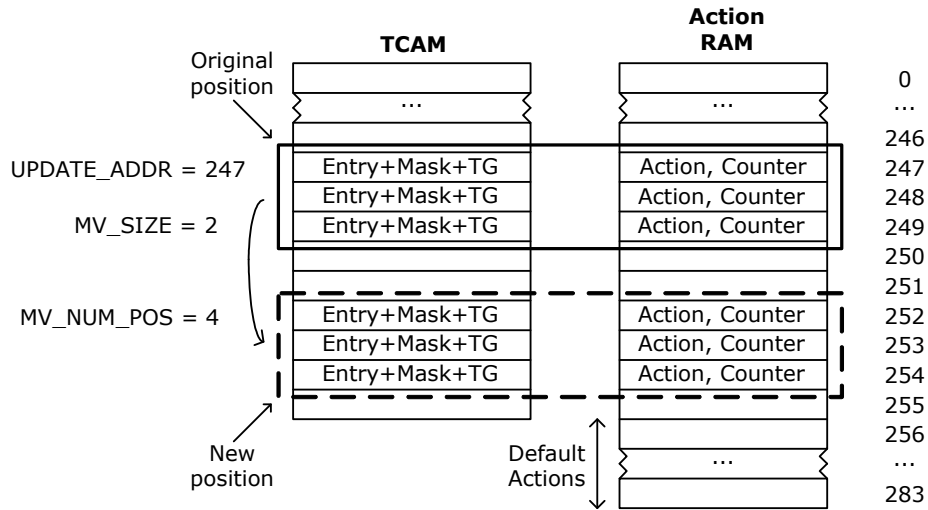 Action
RAM
TCAM
Original
position
0
...
...
...
246
UPDATE_ADDR = 247
Entry+Mask+TG
Action, Counter
247
Entry+Mask+TG
Action, Counter
248
MV_SIZE = 2
Entry+Mask+TG
Action, Counter
249
250
251
MV_NUM_POS = 4
Entry+Mask+TG
Action, Counter
252
Entry+Mask+TG
Action, Counter
253
Entry+Mask+TG
Action, Counter
254
255
256
New
position
Default
Actions
...
...
283